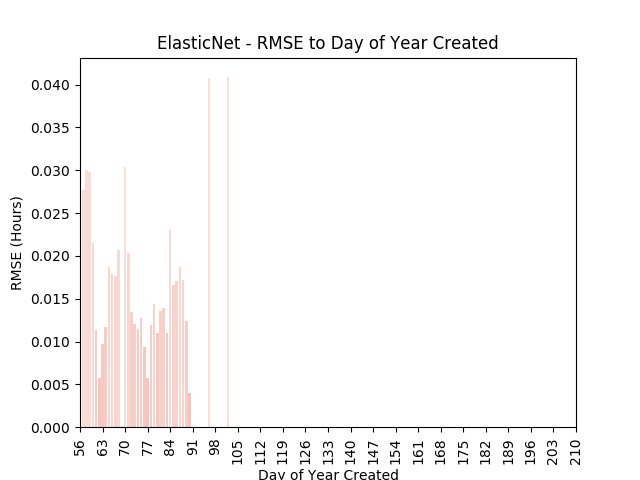 ElasticNet - RMSE to Day of Year Created
0.040
0.035
0.030
0.025
0.020
0.015
0.010
0.005
0.000
RMSE (Hours)
56 63 70 77 84 91 98 105 112 119 126 133 140 147 154 161 168 175 182 189 196 203 210
Day of Year Created